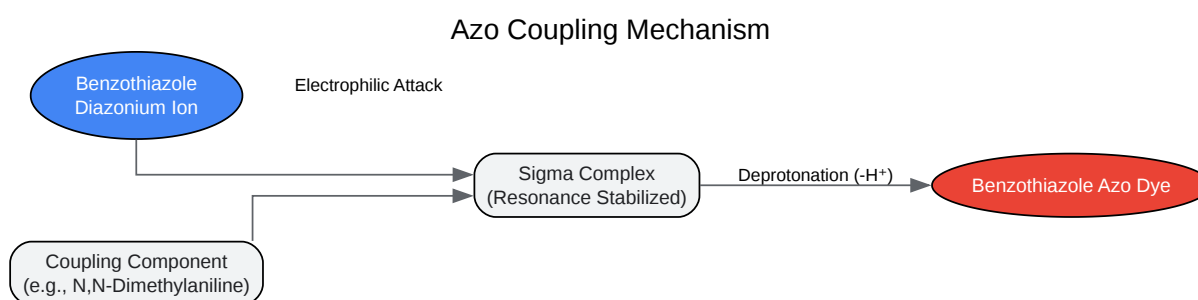 Azo Coupling Mechanism
Benzothiazole
Diazonium Ion
Electrophilic Attack
Sigma Complex
(Resonance Stabilized)
Deprotonation (-H⁺)
Benzothiazole Azo Dye
Coupling Component
(e.g., N,N-Dimethylaniline)